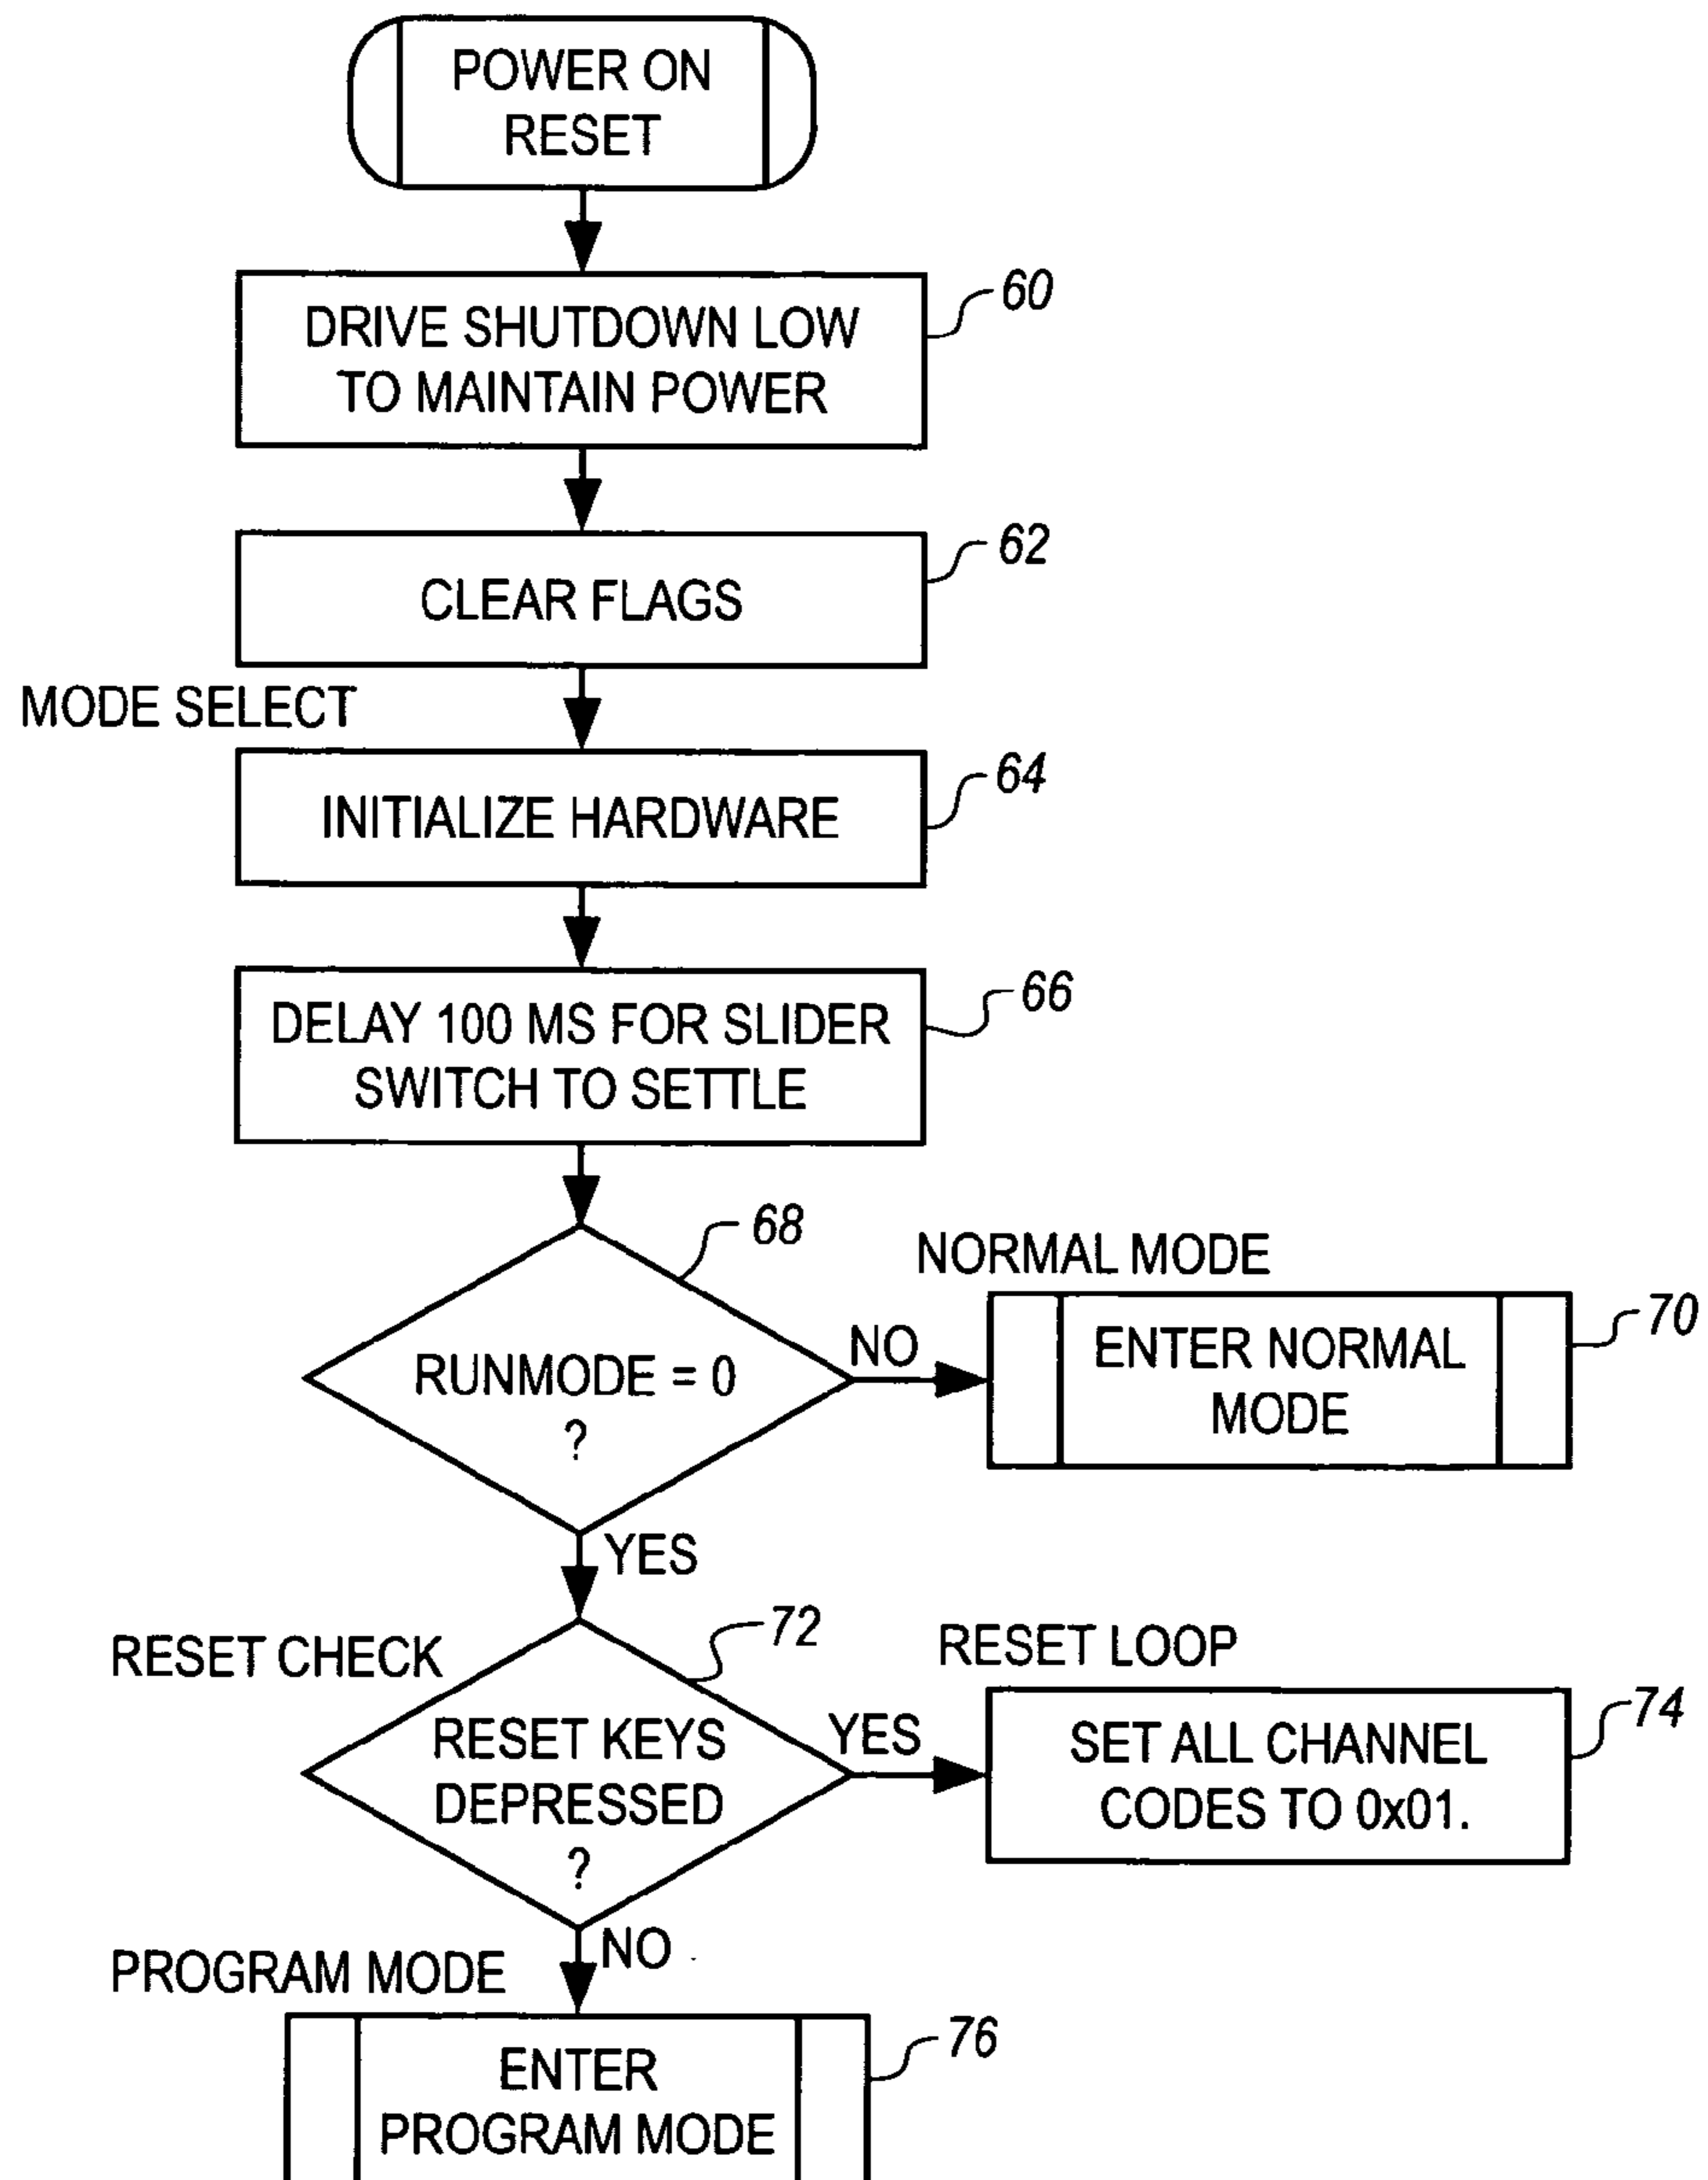 POWER ON
RESET
60
DRIVE SHUTDOWN LOW
TO MAINTAIN POWER
62
CLEAR FLAGS
MODE SELECT
64
INITIALIZE HARDWARE
66
DELAY 100 MS FOR SLIDER
SWITCH TO SETTLE
68
NORMAL MODE
70
RUNMODE = 0
?
NO
ENTER NORMAL
MODE
YES
72
RESET CHECK
RESET LOOP
74
RESET KEYS
DEPRESSED
?
YES
SET ALL CHANNEL
CODES TO 0x01.
NO
PROGRAM MODE
76
ENTER
PROGRAM MODE